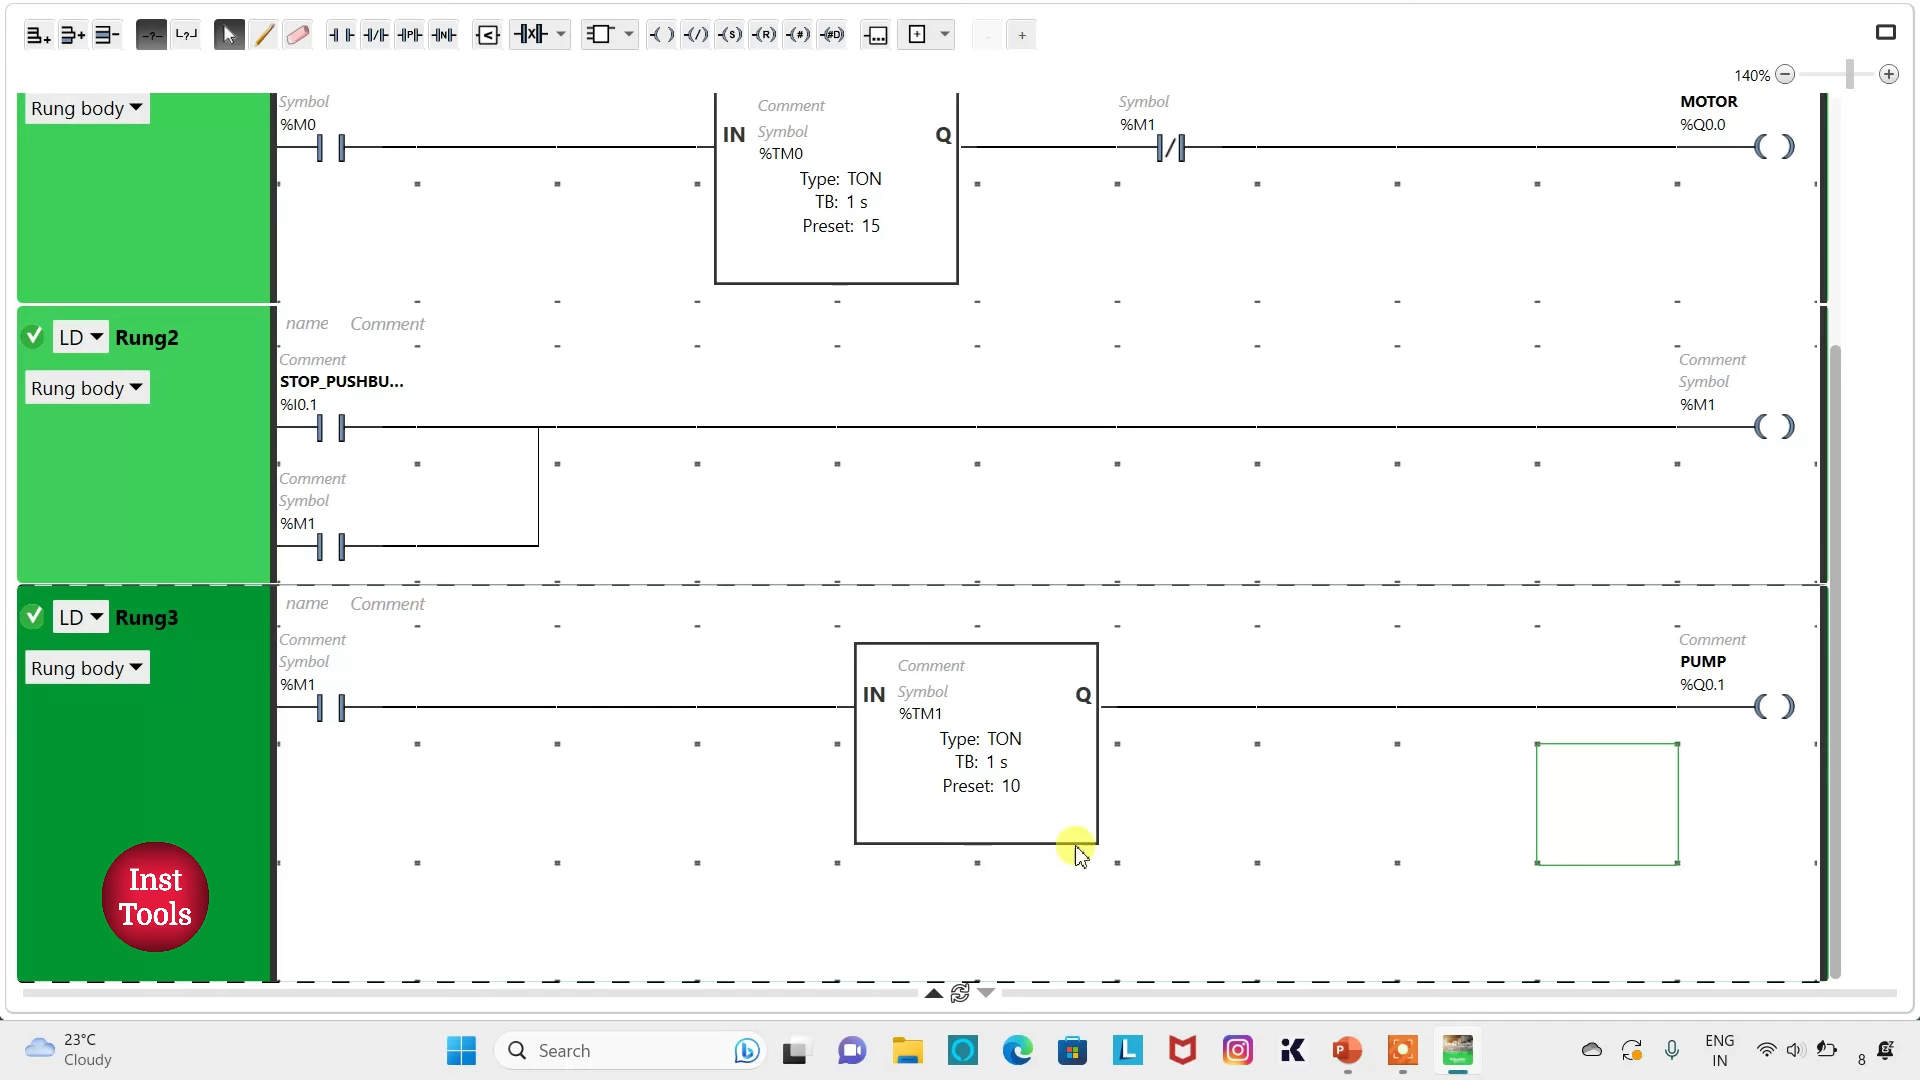 140%
Rung body
Symbol
%M0
IN
Comment
Symbol
%TM0
Q
Type: TON
TB: 1 s
Preset: 15
Symbol
%M1
MOTOR
%Q0.0
LD Rung2
Rung body
name Comment
Comment
STOP_PUSHBU...
%I0.1
Comment
Symbol
%M1
Comment
Symbol
%M1
LD Rung3
Rung body
name Comment
Comment
Symbol
%M1
IN
Comment
Symbol
%TM1
Q
Type: TON
TB: 1 s
Preset: 10
Comment
PUMP
%Q0.1
Inst
Tools
23°C
Cloudy
Search
ENG
IN
8